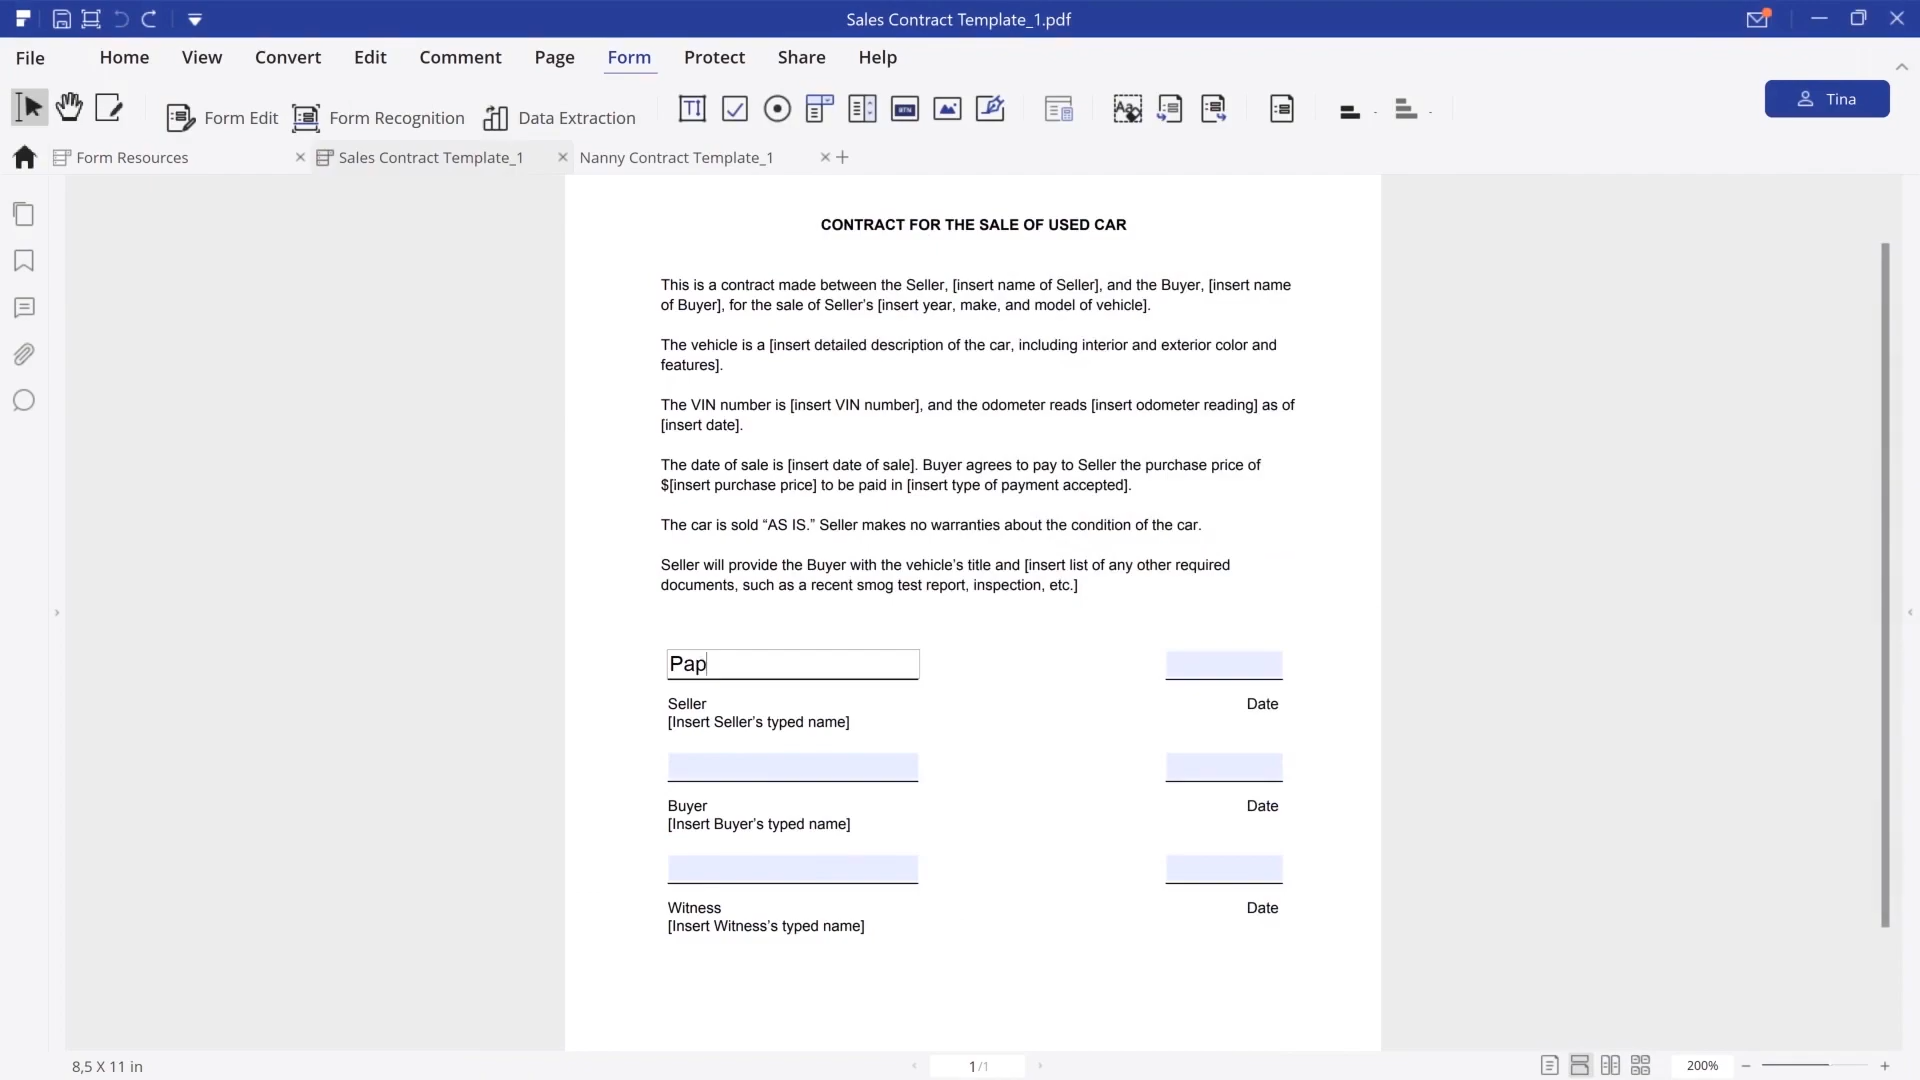 Sales Contract Template_1.pdf
File Home View Convert Edit Comment Page Form Protect Share Help
Form Edit Form Recognition Data Extraction TI BTN Aa Tina
Form Resources Sales Contract Template_1 Nanny Contract Template_1
CONTRACT FOR THE SALE OF USED CAR
This is a contract made between the Seller, [insert name of Seller], and the Buyer, [insert name
of Buyer], for the sale of Seller’s [insert year, make, and model of vehicle].
The vehicle is a [insert detailed description of the car, including interior and exterior color and
features].
The VIN number is [insert VIN number], and the odometer reads [insert odometer reading] as of
[insert date].
The date of sale is [insert date of sale]. Buyer agrees to pay to Seller the purchase price of
$[insert purchase price] to be paid in [insert type of payment accepted].
The car is sold “AS IS.” Seller makes no warranties about the condition of the car.
Seller will provide the Buyer with the vehicle’s title and [insert list of any other required
documents, such as a recent smog test report, inspection, etc.]
Pap
Seller Date
[Insert Seller’s typed name]
Buyer Date
[Insert Buyer’s typed name]
Witness Date
[Insert Witness’s typed name]
8,5 X 11 in 1/1 200%